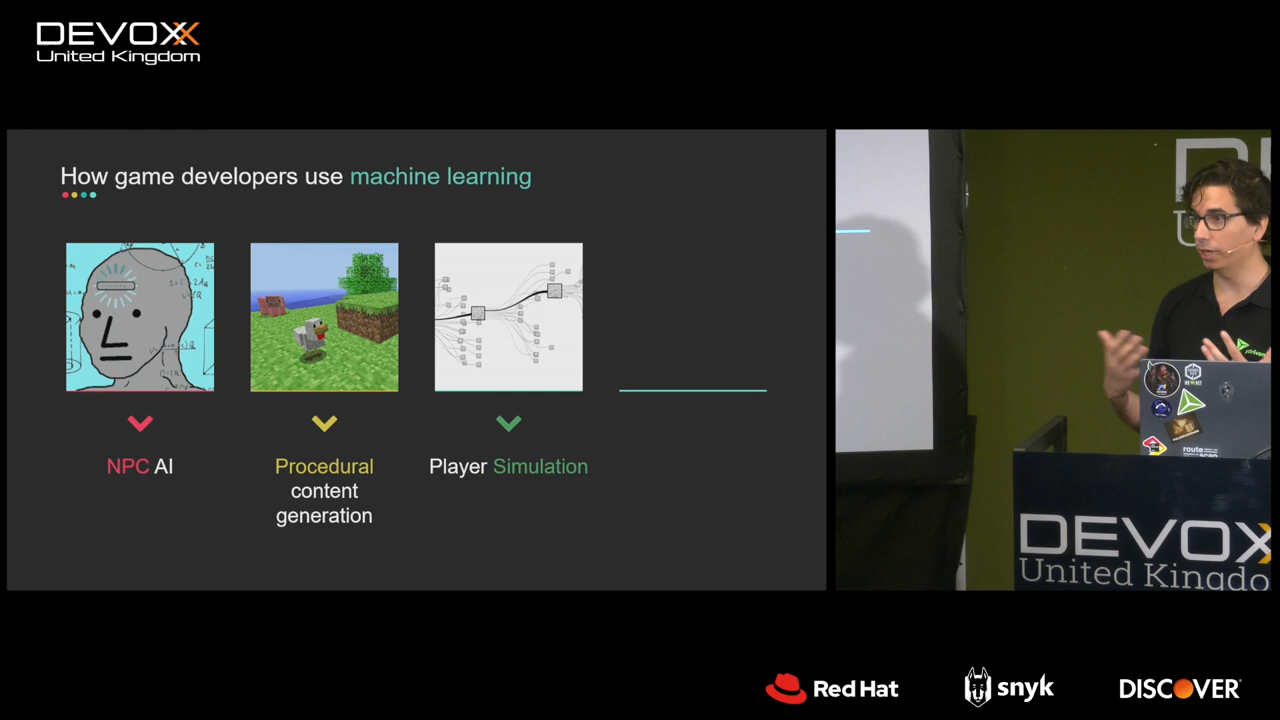 DEVOXX
United Kingdom
How game developers use machine learning
NPC AI
Procedural
content
generation
Player Simulation
DEVOXX
United Kingdo
Red Hat
snyk
DISCOVER